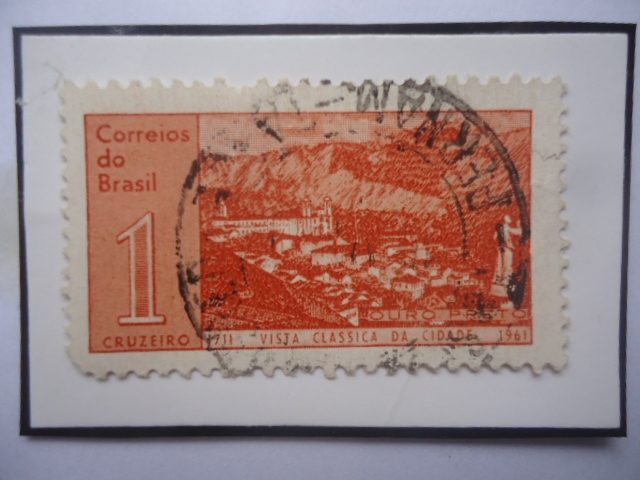 Correios
do
Brasil
1
CRUZEIRO
OURO PRETO
1711 VISTA CLASSICA DA CIDADE 1961